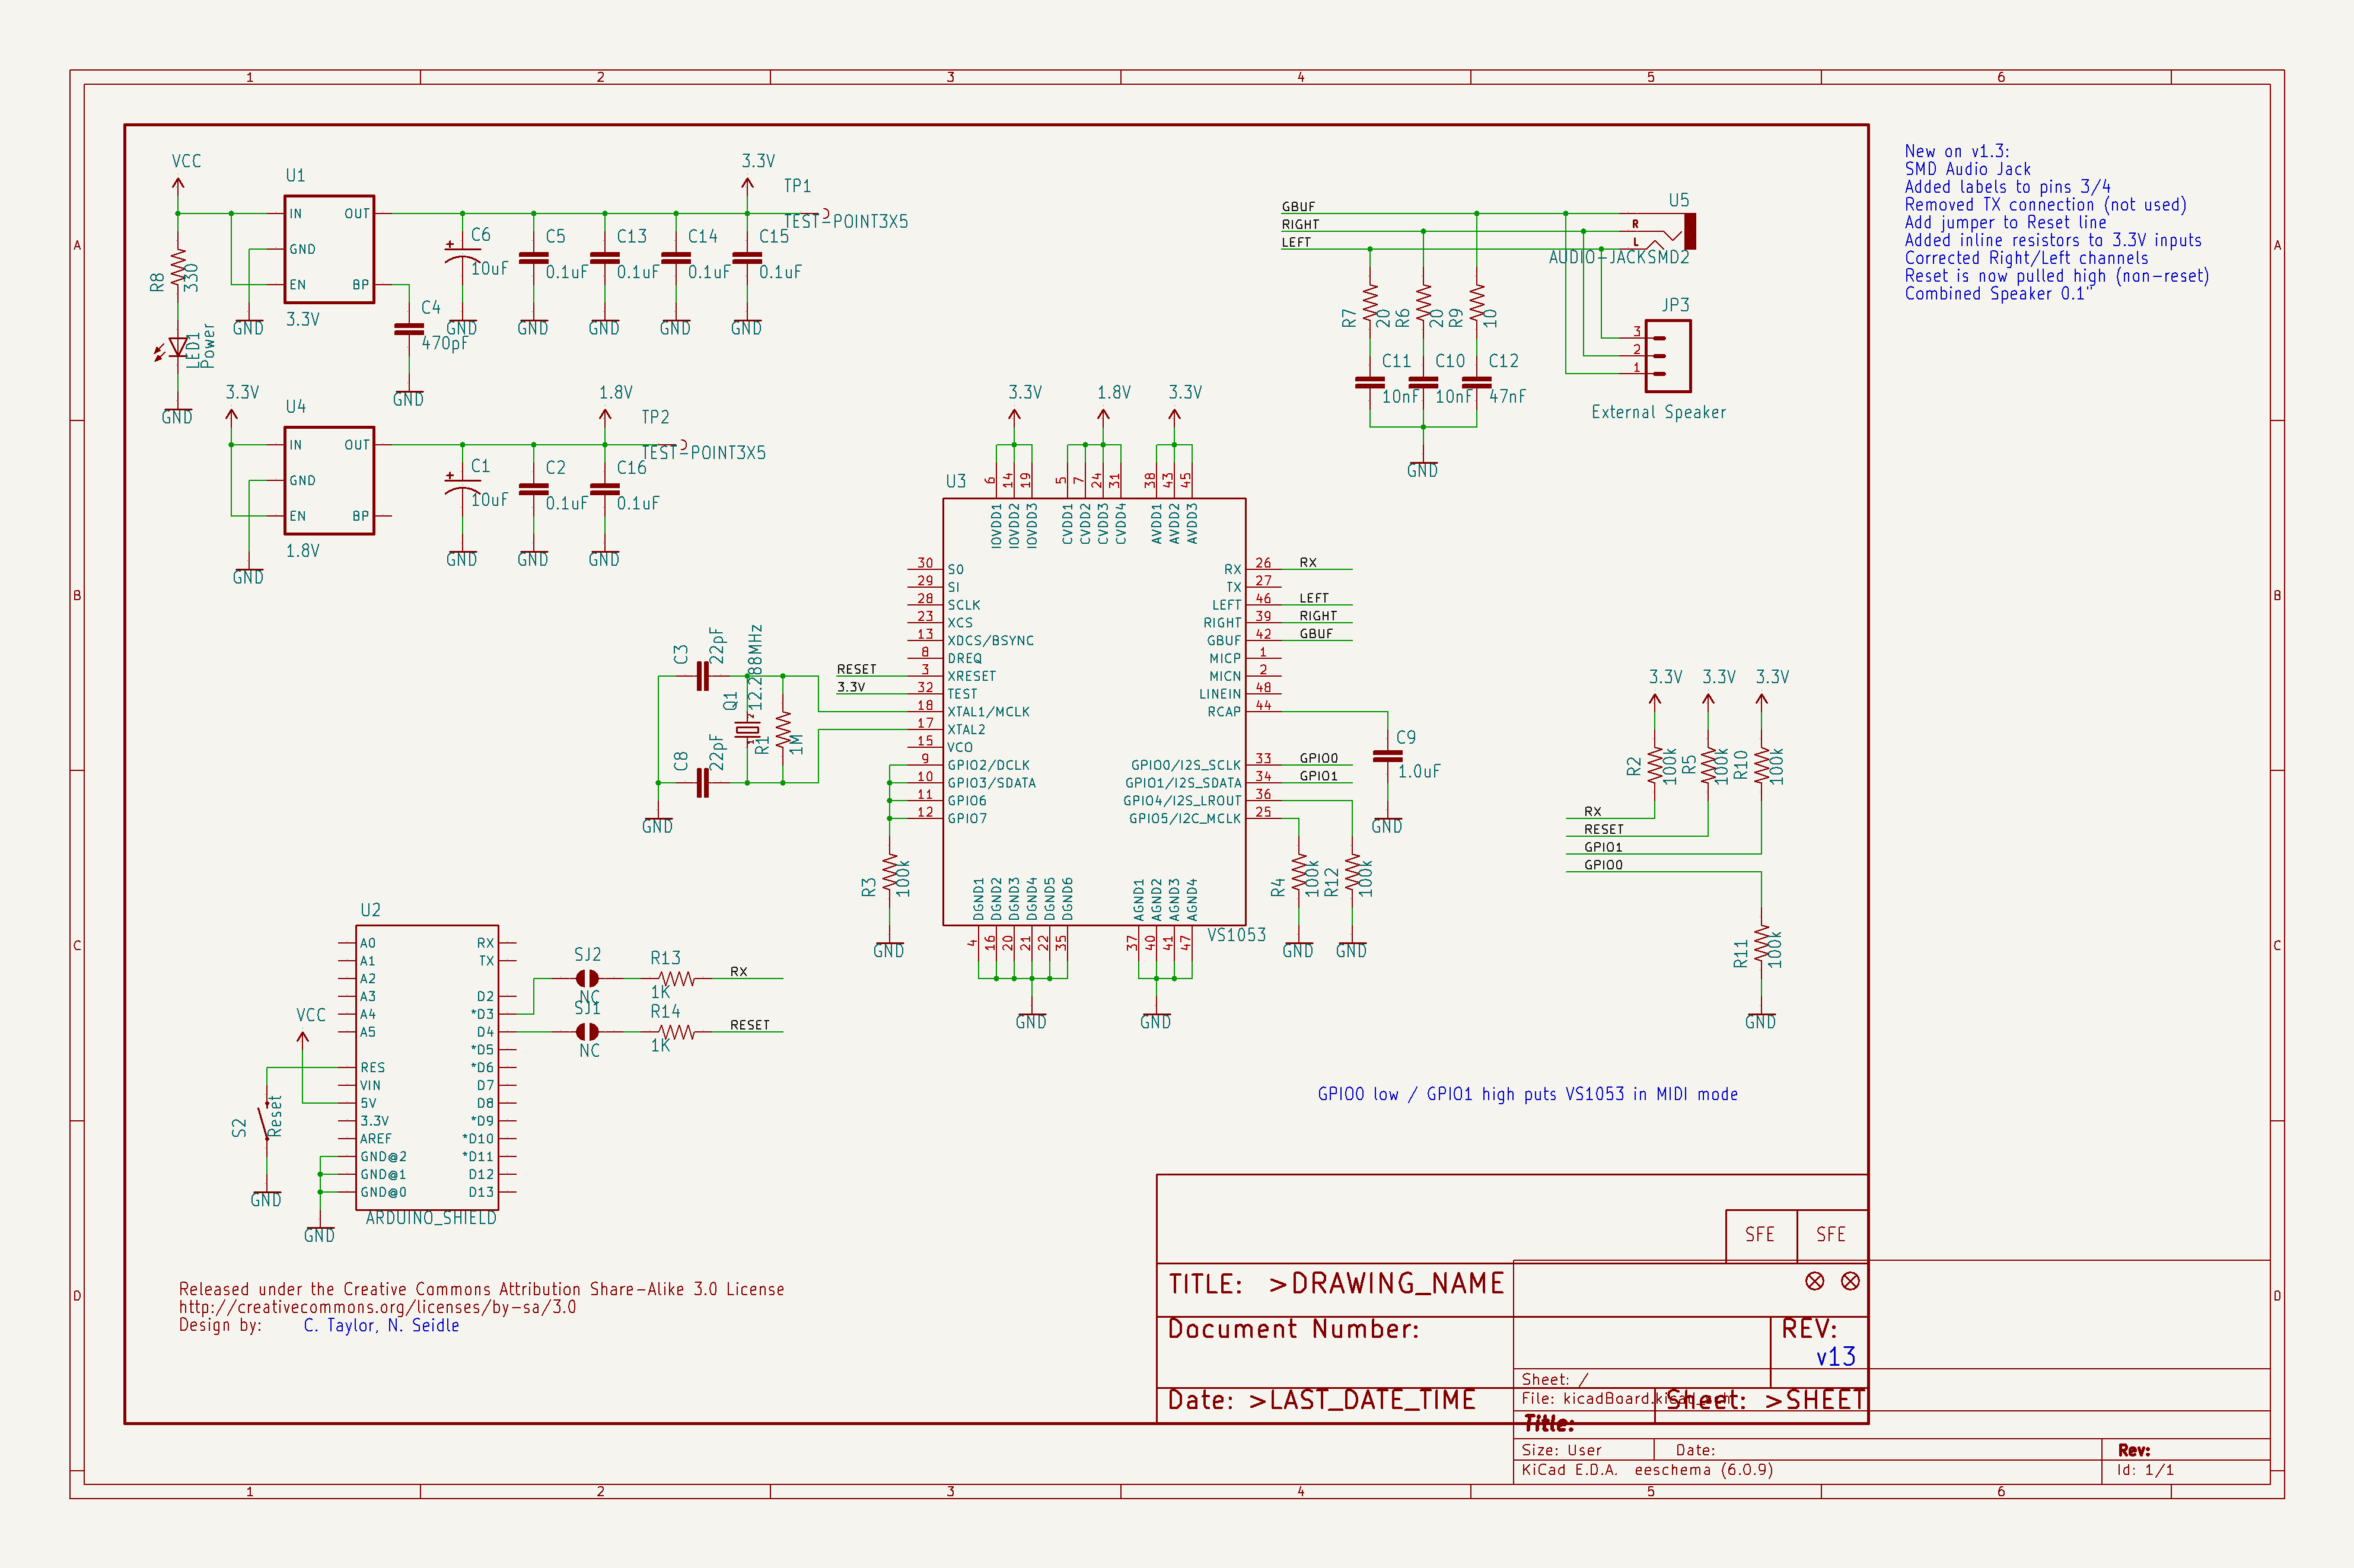 1 2 3 4 5 6
A
B
C
D
A
B
C
D
1 2 3 4 5 6
VCC
U1
IN
GND
EN
OUT
BP
3.3V
R8
330
LED1
Power
GND
GND
C4
470pF
GND
C6
10uF
GND
C5
0.1uF
GND
C13
0.1uF
GND
C14
0.1uF
GND
C15
0.1uF
GND
3.3V
TP1
TEST-POINT3X5
3.3V
U4
IN
GND
EN
OUT
BP
1.8V
GND
C1
10uF
GND
C2
0.1uF
GND
C16
0.1uF
GND
1.8V
TP2
TEST-POINT3X5
GBUF
RIGHT
LEFT
U5
R
L
AUDIO-JACKSMD2
JP3
3
2
1
External Speaker
R7
20
R6
20
R9
10
C11
10nF
C10
10nF
C12
47nF
GND
New on v1.3:
SMD Audio Jack
Added labels to pins 3/4
Removed TX connection (not used)
Add jumper to Reset line
Added inline resistors to 3.3V inputs
Corrected Right/Left channels
Reset is now pulled high (non-reset)
Combined Speaker 0.1"
3.3V
1.8V
3.3V
U3
6 14 19 5 7 24 31 38 43 45
IOVDD1 IOVDD2 IOVDD3 CVDD1 CVDD2 CVDD3 CVDD4 AVDD1 AVDD2 AVDD3
30 SO
29 SI
28 SCLK
23 XCS
13 XDCS/BSYNC
8 DREQ
RESET 3 XRESET
3.3V 32 TEST
18 XTAL1/MCLK
17 XTAL2
15 VCO
9 GPIO2/DCLK
10 GPIO3/SDATA
11 GPIO6
12 GPIO7
RX 26 RX
TX 27
LEFT 46 LEFT
RIGHT 39 RIGHT
GBUF 42 GBUF
MICP 1
MICN 2
LINEIN 48
RCAP 44
GPIO0/I2S_SCLK 33 GPIO0
GPIO1/I2S_SDATA 34 GPIO1
GPIO4/I2S_LROUT 36
GPIO5/I2C_MCLK 25
DGND1 DGND2 DGND3 DGND4 DGND5 DGND6 AGND1 AGND2 AGND3 AGND4
4 16 20 21 22 35 37 40 41 47
VS1053
GND
GND
C3
22pF
C8
22pF
Q1
12.288MHz
2
1
R1
1M
GND
R3
100k
GND
C9
1.0uF
GND
R4
100k
GND
R12
100k
GND
3.3V
3.3V
3.3V
R2
100k
R5
100k
R10
100k
RX
RESET
GPIO1
GPIO0
R11
100k
GND
GPIO0 low / GPIO1 high puts VS1053 in MIDI mode
U2
A0
A1
A2
A3
A4
A5
RES
VIN
5V
3.3V
AREF
GND@2
GND@1
GND@0
RX
TX
D2
*D3
D4
*D5
*D6
D7
D8
*D9
*D10
*D11
D12
D13
ARDUINO_SHIELD
VCC
S2
Reset
GND
GND
SJ2
NC
R13
1K
RX
SJ1
NC
R14
1K
RESET
Released under the Creative Commons Attribution Share-Alike 3.0 License
http://creativecommons.org/licenses/by-sa/3.0
Design by: C. Taylor, N. Seidle
SFE SFE
TITLE: >DRAWING_NAME
Document Number:
REV:
v13
Date: >LAST_DATE_TIME
Sheet: >SHEET
Sheet: /
File: kicadBoard.kicad_sch
Title:
Size: User
Date:
Rev:
KiCad E.D.A. eeschema (6.0.9)
Id: 1/1